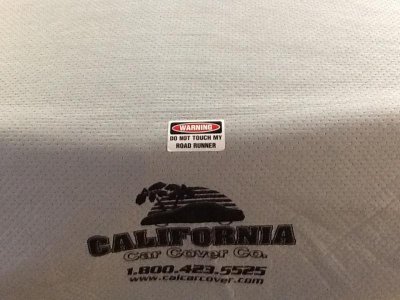 WARNING
DO NOT TOUCH MY
ROAD RUNNER
CALIFORNIA
Car Cover Co.
1.800.423.5525
www.calcarcover.com